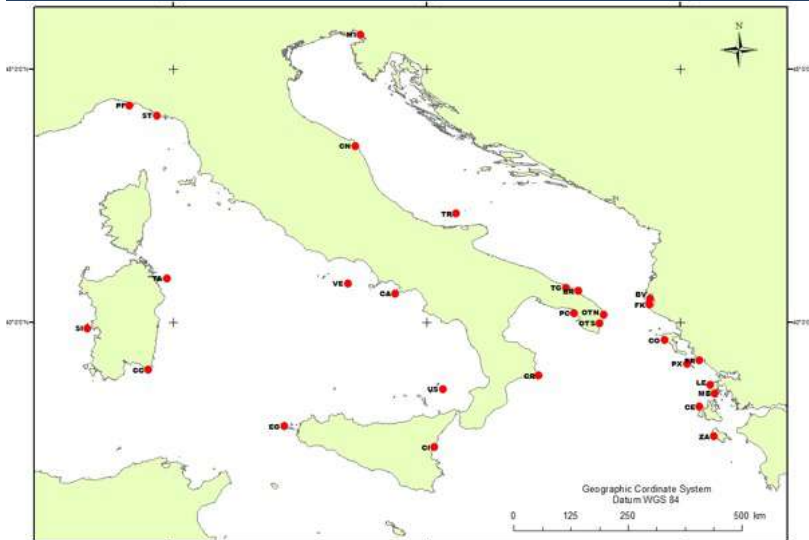 N
MI
PF
ST
CN
TR
TA
VE
CA
TG
BR
BV
FK
PC
OTN
OTS
SI
CO
PR
PX
CC
CR
US
LE
ME
CE
EG
CI
ZA
Geographic Cordinate System
Datum WGS 84
0 125 250 500 km